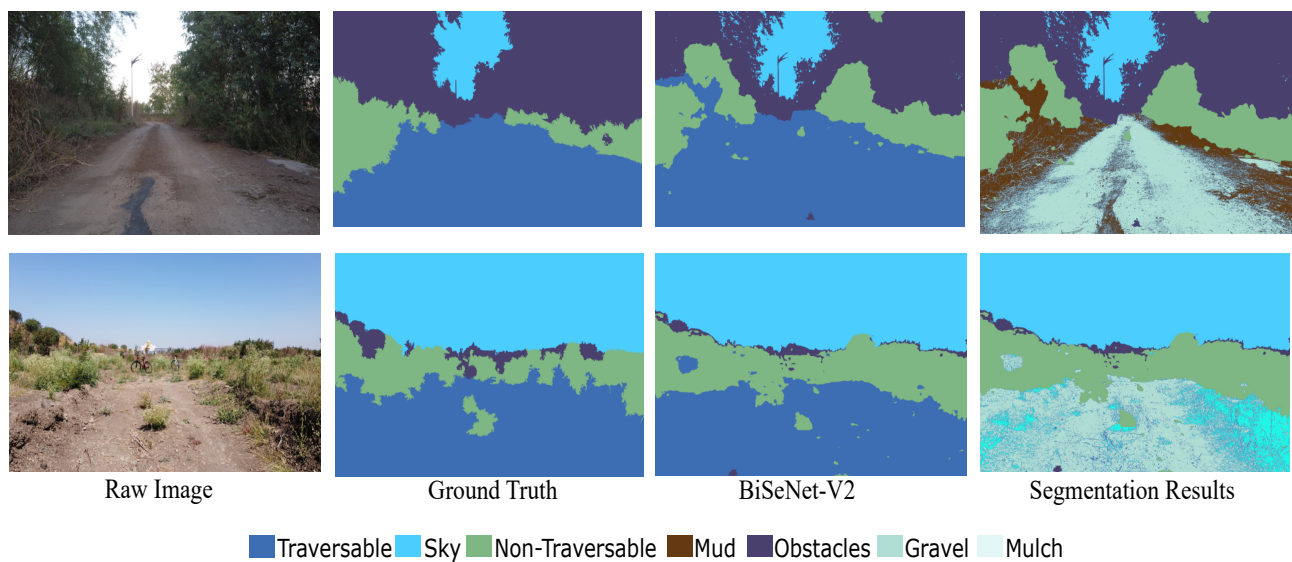 Raw Image Ground Truth BiSeNet-V2 Segmentation Results
Traversable Sky Non-Traversable Mud Obstacles Gravel Mulch